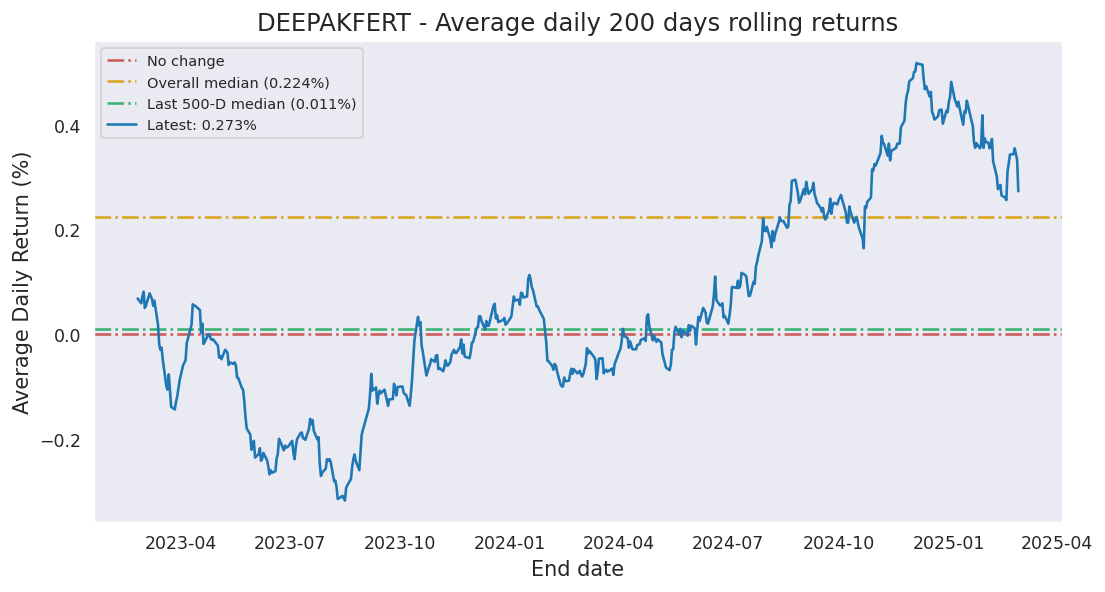 DEEPAKFERT - Average daily 200 days rolling returns
No change
Overall median (0.224%)
Last 500-D median (0.011%)
Latest: 0.273%
Average Daily Return (%)
0.4
0.2
0.0
−0.2
2023-04 2023-07 2023-10 2024-01 2024-04 2024-07 2024-10 2025-01 2025-04
End date